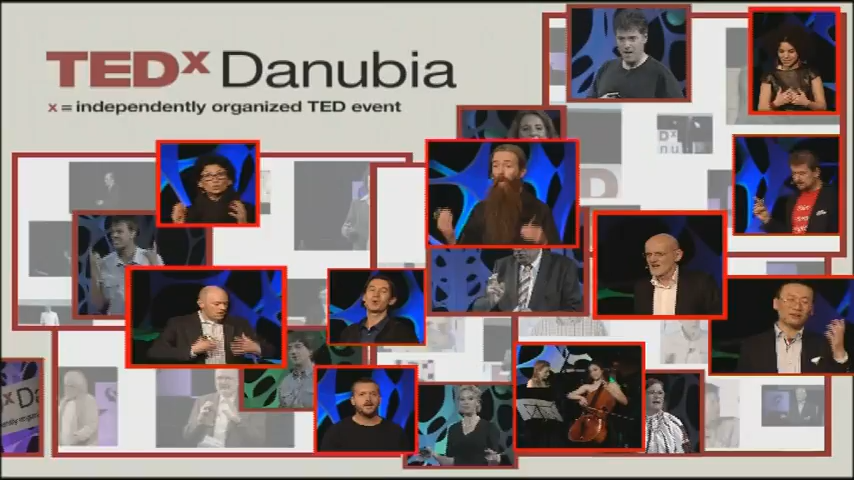 TEDx Danubia
x = independently organized TED event